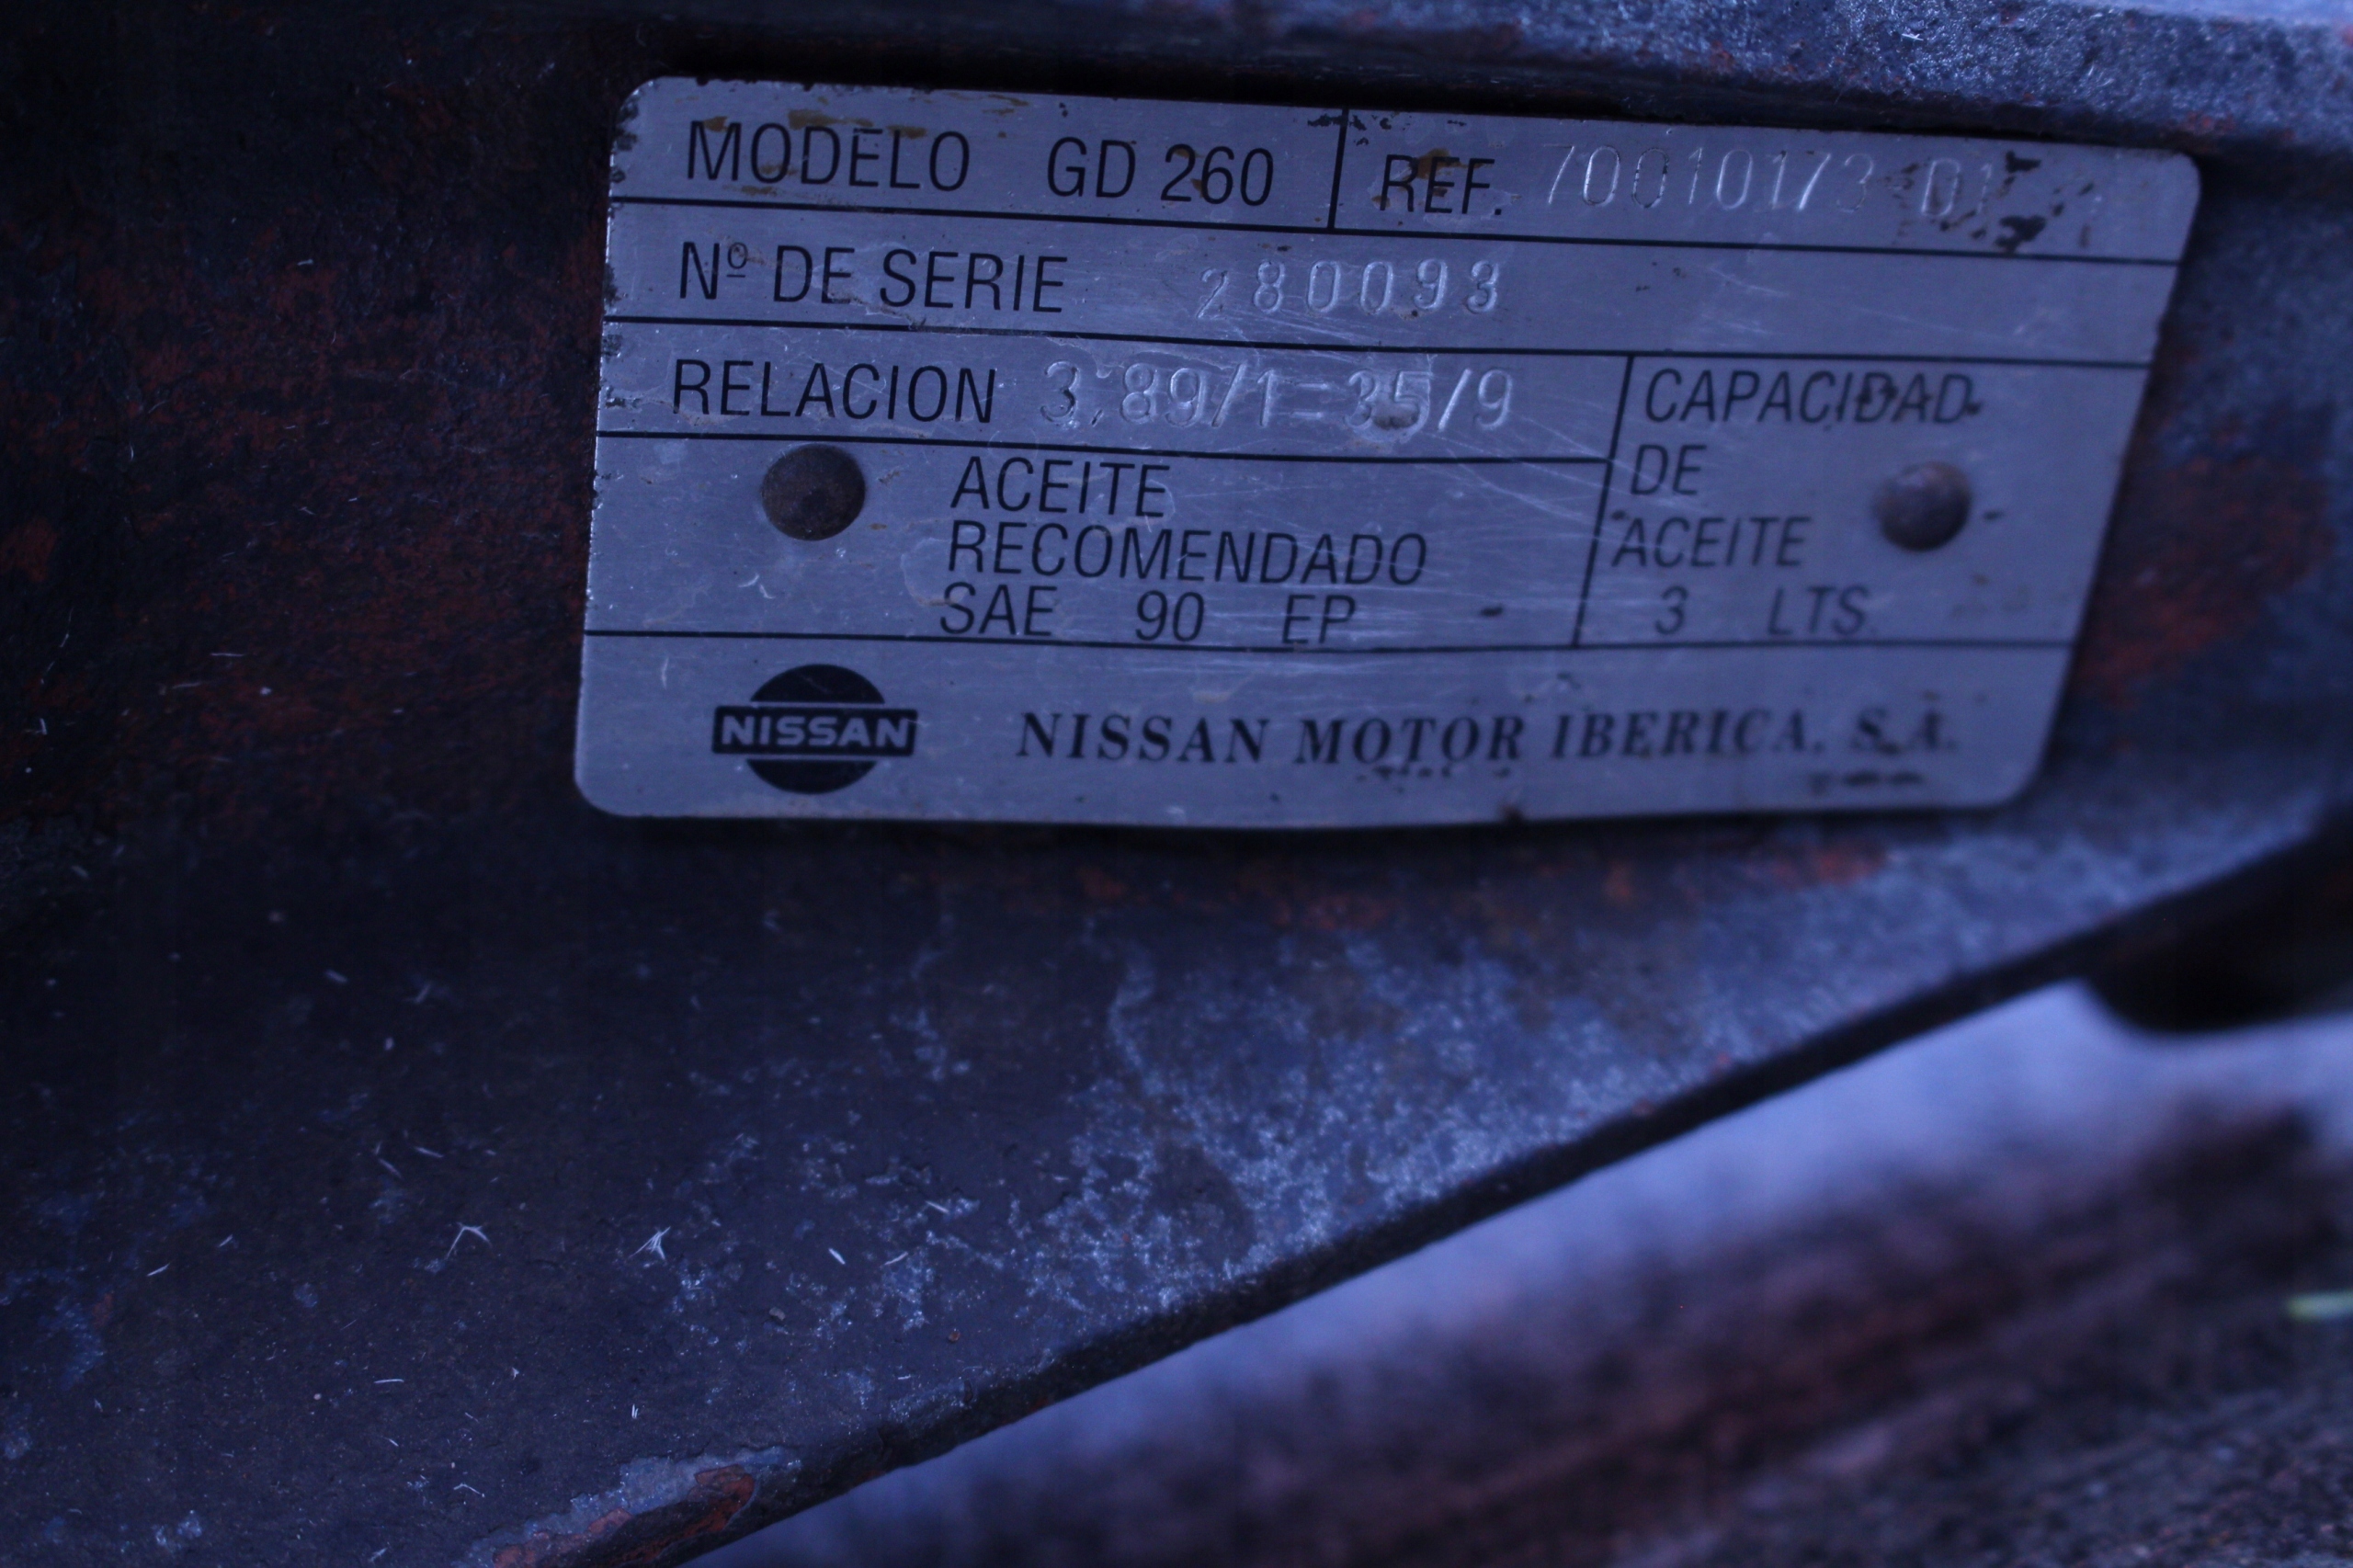 MODELO GD 260 REF. 70010173 01
Nº DE SERIE 280093
RELACION 3,89/1=35/9
ACEITE
RECOMENDADO
SAE 90 EP
CAPACIDAD
DE
ACEITE
3 LTS.
NISSAN
NISSAN MOTOR IBERICA, S.A.